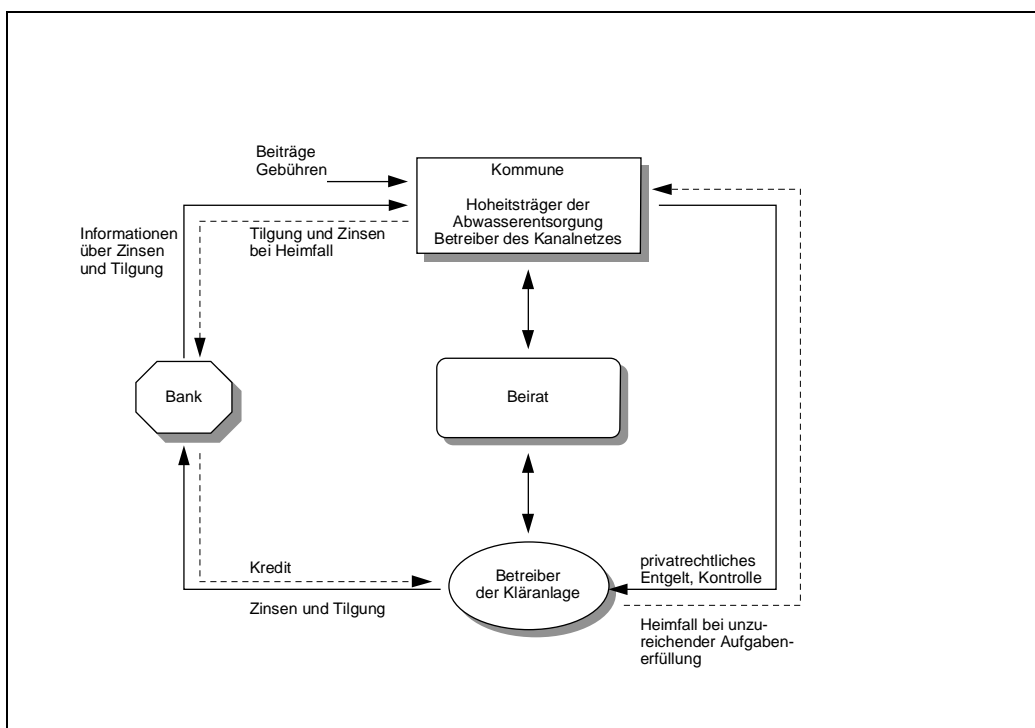 Beiträge
Gebühren
Kommune
Hoheitsträger der
Abwasserentsorgung
Betreiber des Kanalnetzes
Informationen
über Zinsen
und Tilgung
Tilgung und Zinsen
bei Heimfall
Bank
Beirat
Kredit
Zinsen und Tilgung
Betreiber
der Kläranlage
privatrechtliches
Entgelt, Kontrolle
Heimfall bei unzu-
reichender Aufgaben-
erfüllung